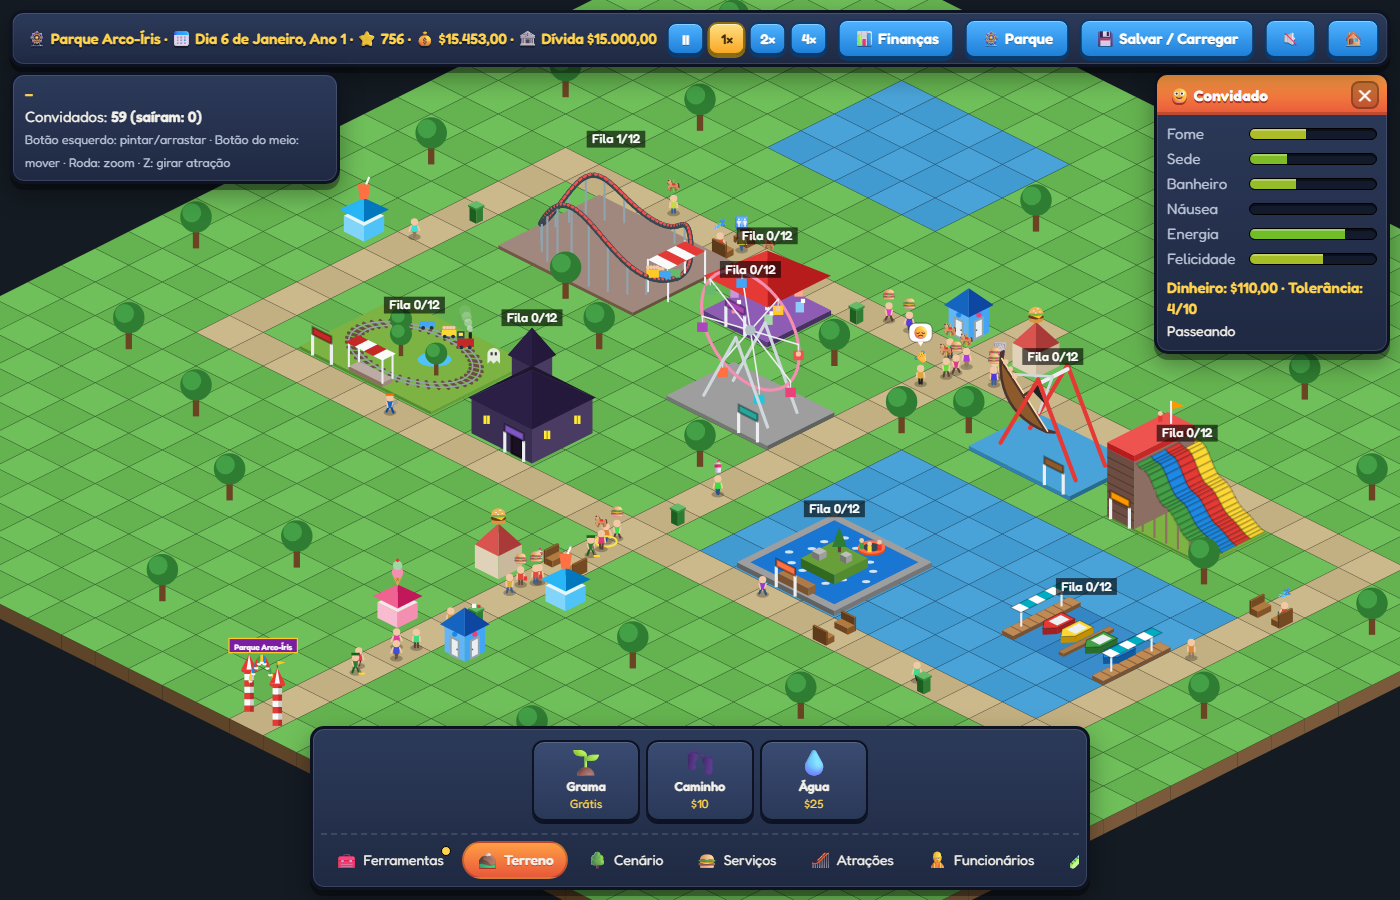 Parque Arco-Íris · Dia 6 de Janeiro, Ano 1 · 756 · $15.453,00 · Dívida $15.000,00
1× 2× 4×
Finanças
Parque
Salvar / Carregar
–
Convidados: 59 (saíram: 0)
Botão esquerdo: pintar/arrastar · Botão do meio:
mover · Roda: zoom · Z: girar atração
Convidado
Fome
Sede
Banheiro
Náusea
Energia
Felicidade
Dinheiro: $110,00 · Tolerância:
4/10
Passeando
Fila 1/12
Fila 0/12
Fila 0/12
Fila 0/12
Fila 0/12
Fila 0/12
Fila 0/12
Fila 0/12
Fila 0/12
Parque Arco-Íris
Grama
Grátis
Caminho
$10
Água
$25
Ferramentas
Terreno
Cenário
Serviços
Atrações
Funcionários